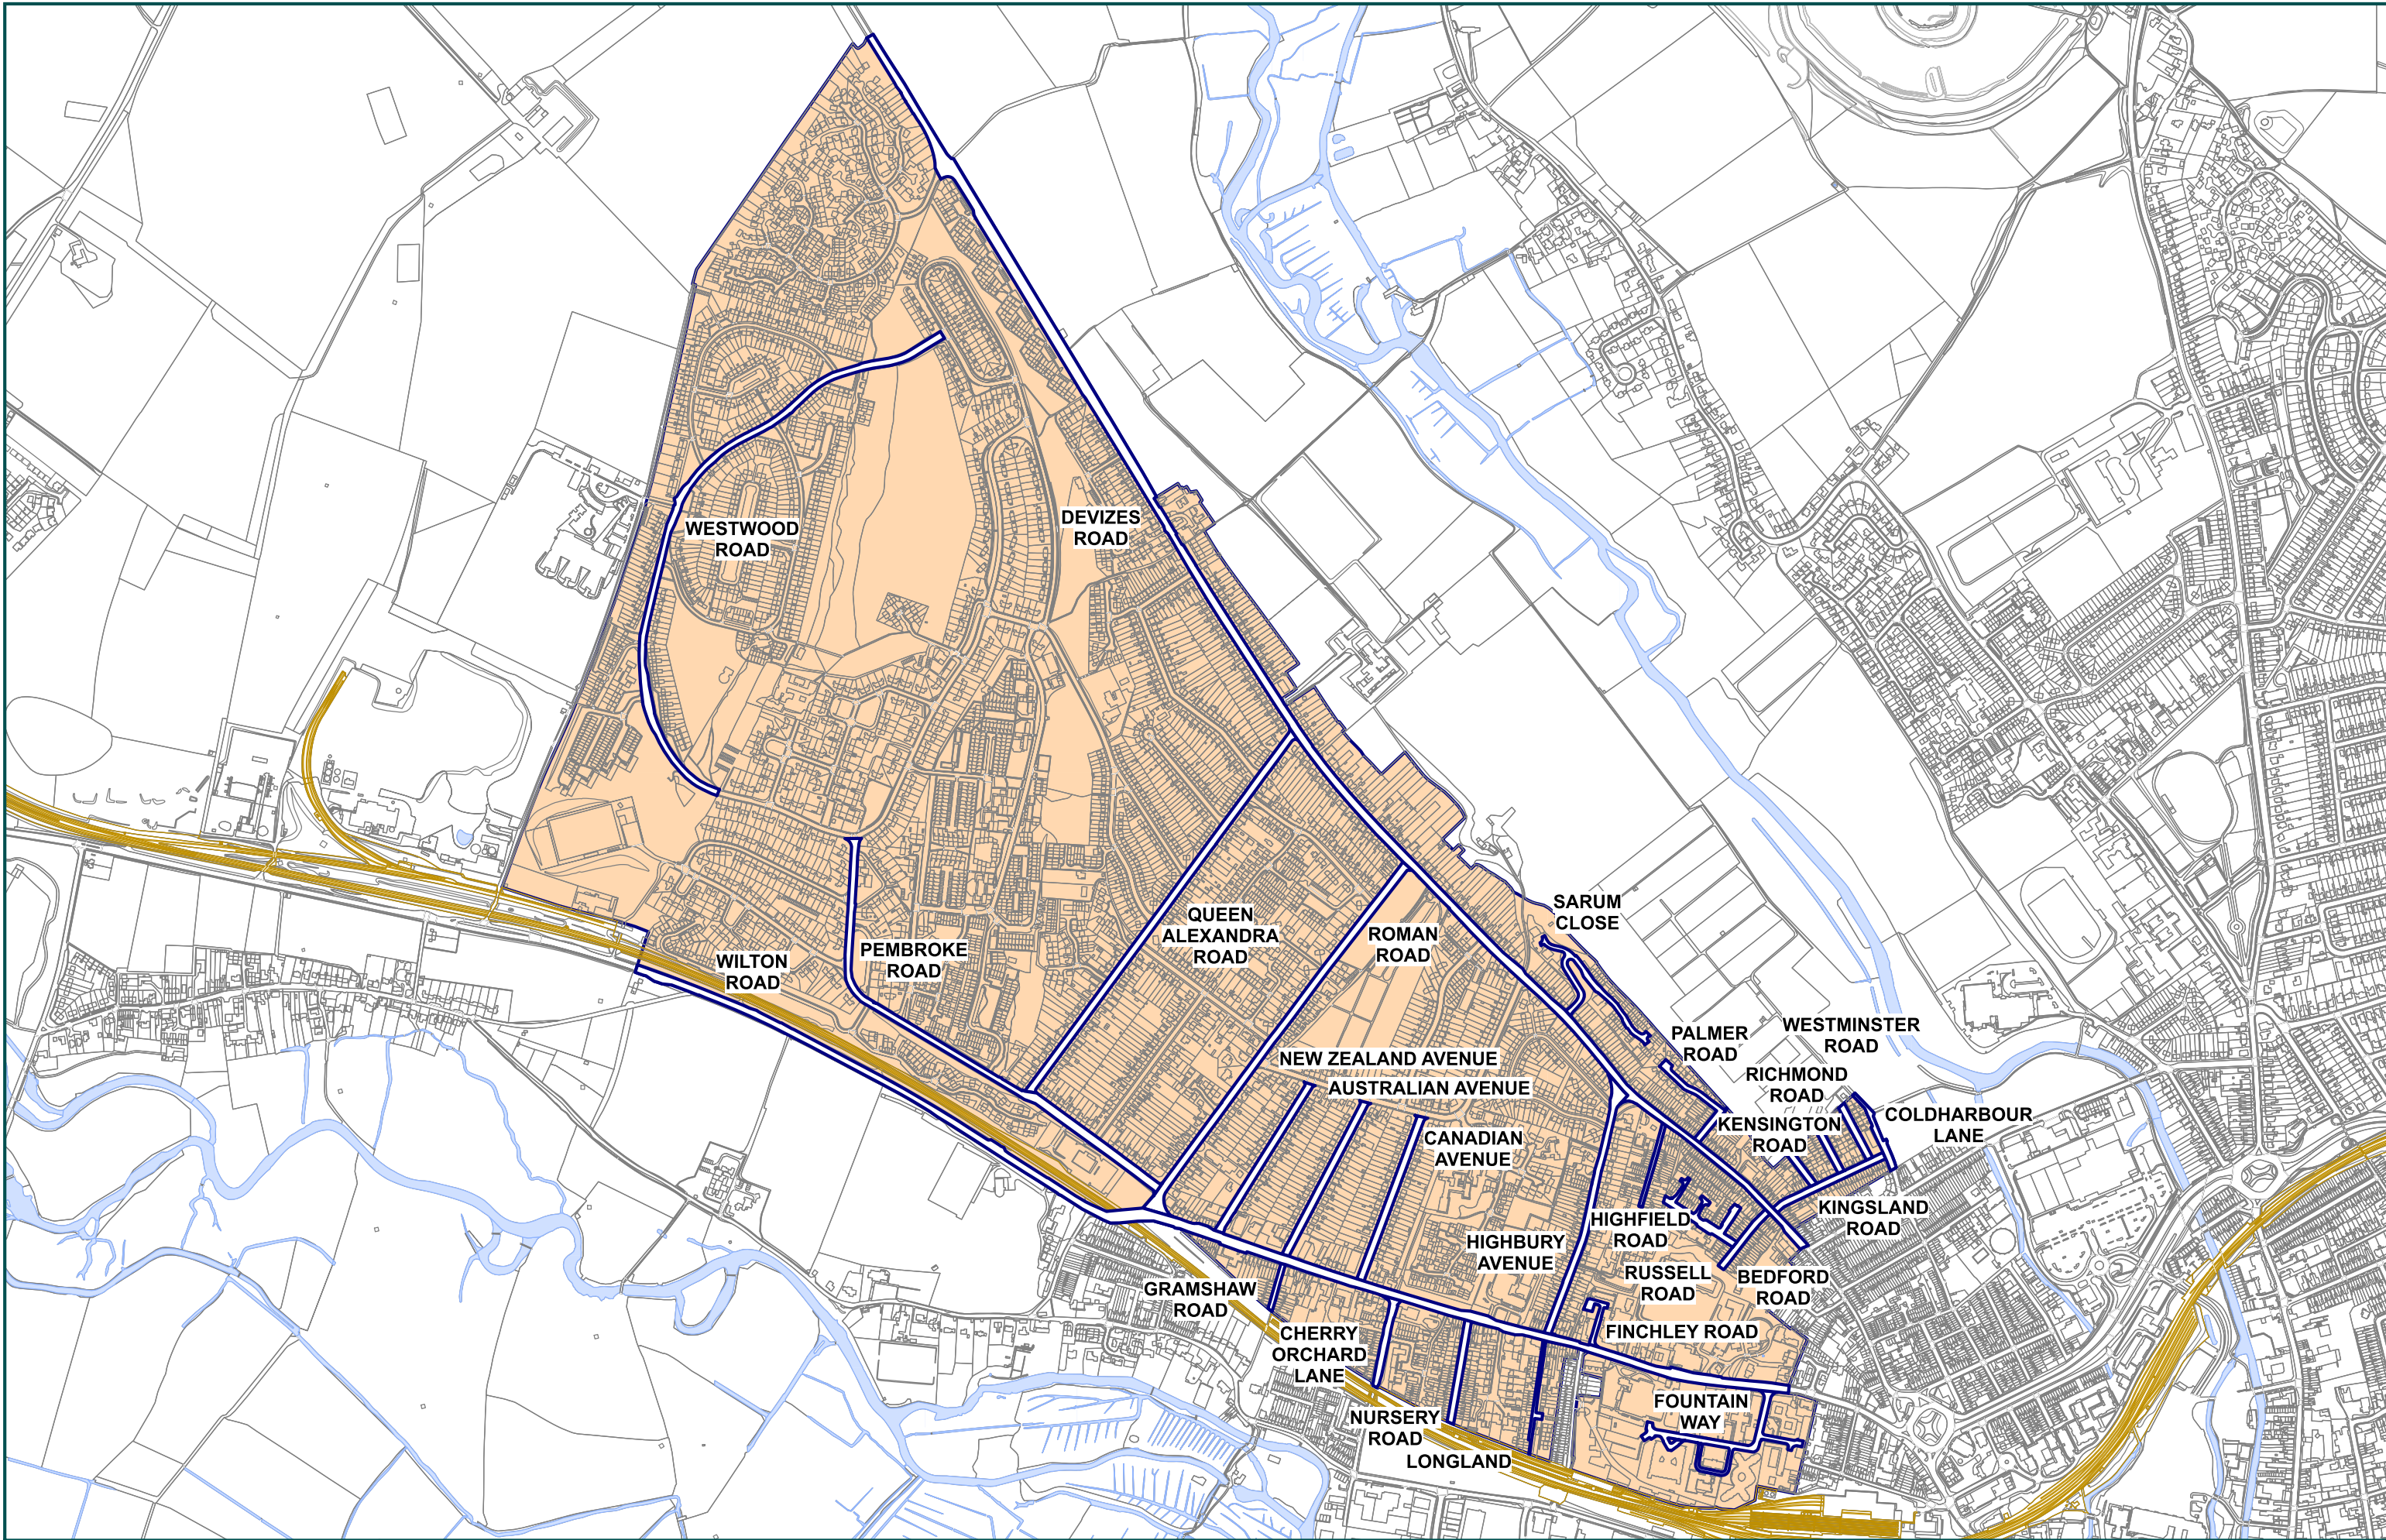 WESTWOOD
ROAD
DEVIZES
ROAD
SARUM
CLOSE
QUEEN
ALEXANDRA
ROAD
ROMAN
ROAD
PEMBROKE
ROAD
WILTON
ROAD
PALMER
ROAD
WESTMINSTER
ROAD
NEW ZEALAND AVENUE
RICHMOND
ROAD
AUSTRALIAN AVENUE
COLDHARBOUR
LANE
KENSINGTON
ROAD
CANADIAN
AVENUE
KINGSLAND
ROAD
HIGHFIELD
ROAD
HIGHBURY
AVENUE
RUSSELL
ROAD
BEDFORD
ROAD
GRAMSHAW
ROAD
FINCHLEY ROAD
CHERRY
ORCHARD
LANE
FOUNTAIN
WAY
NURSERY
ROAD
LONGLAND